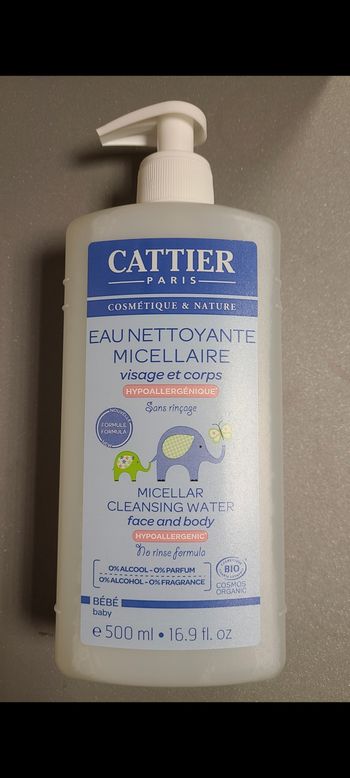 CATTIER
PARIS
COSMÉTIQUE & NATURE
EAU NETTOYANTE
MICELLAIRE
visage et corps
HYPOALLERGÉNIQUE*
Sans rinçage
FORMULE
FORMULA
MICELLAR
CLEANSING WATER
face and body
HYPOALLERGENIC*
No rinse formula
0% ALCOOL - 0% PARFUM
0% ALCOHOL - 0% FRAGRANCE
BIO
COSMOS
ORGANIC
BÉBÉ
baby
e 500 ml • 16.9 fl. oz